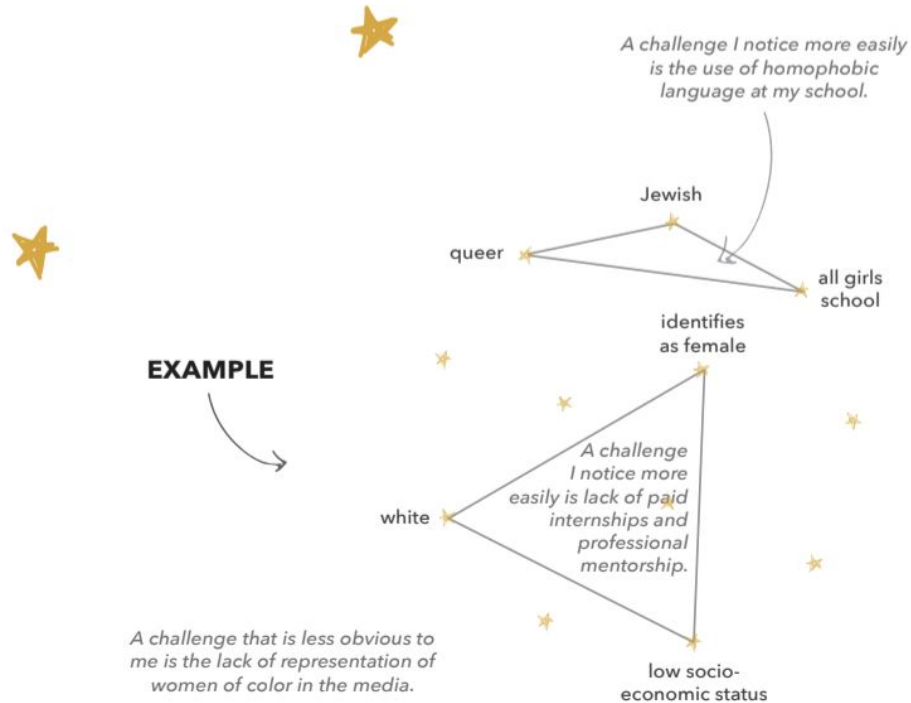 A challenge I notice more easily
is the use of homophobic
language at my school.
Jewish
queer
all girls
school
identifies
as female
EXAMPLE
A challenge
I notice more
easily is lack of paid
internships and
professional
mentorship.
white
A challenge that is less obvious to
me is the lack of representation of
women of color in the media.
low socio-
economic status